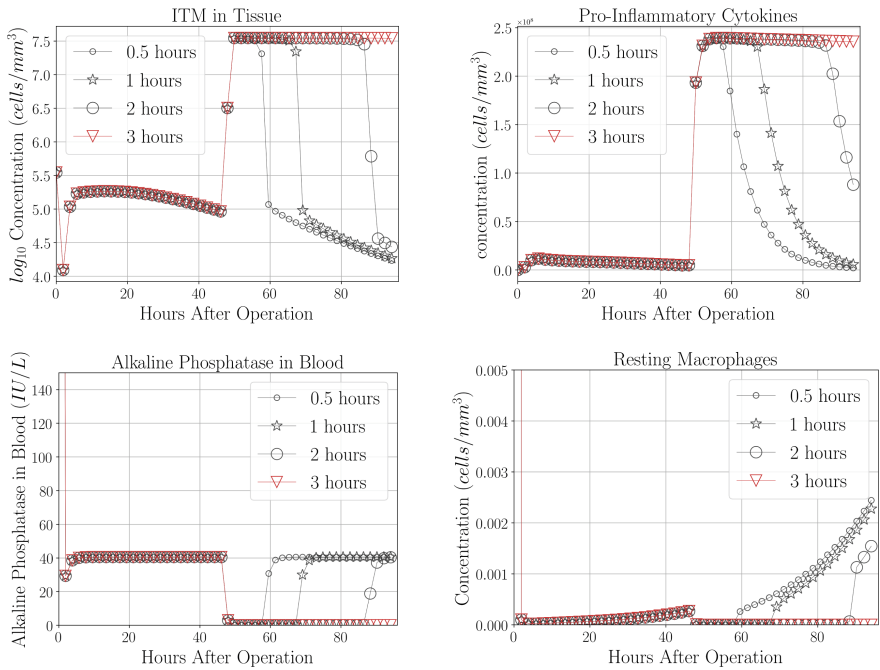 ITM in Tissue
7.5
7.0
6.5
6.0
5.5
5.0
4.5
4.0
0 20 40 60 80
log₁₀ Concentration (cells/mm³)
Hours After Operation
0.5 hours
1 hours
2 hours
3 hours
Pro-Inflammatory Cytokines
×10⁸
2.5
2.0
1.5
1.0
0.5
0.0
0 20 40 60 80
concentration (cells/mm³)
Hours After Operation
0.5 hours
1 hours
2 hours
3 hours
Alkaline Phosphatase in Blood
140
120
100
80
60
40
20
0
0 20 40 60 80
Alkaline Phosphatase in Blood (IU/L)
Hours After Operation
0.5 hours
1 hours
2 hours
3 hours
Resting Macrophages
0.005
0.004
0.003
0.002
0.001
0.000
0 20 40 60 80
Concentration (cells/mm³)
Hours After Operation
0.5 hours
1 hours
2 hours
3 hours